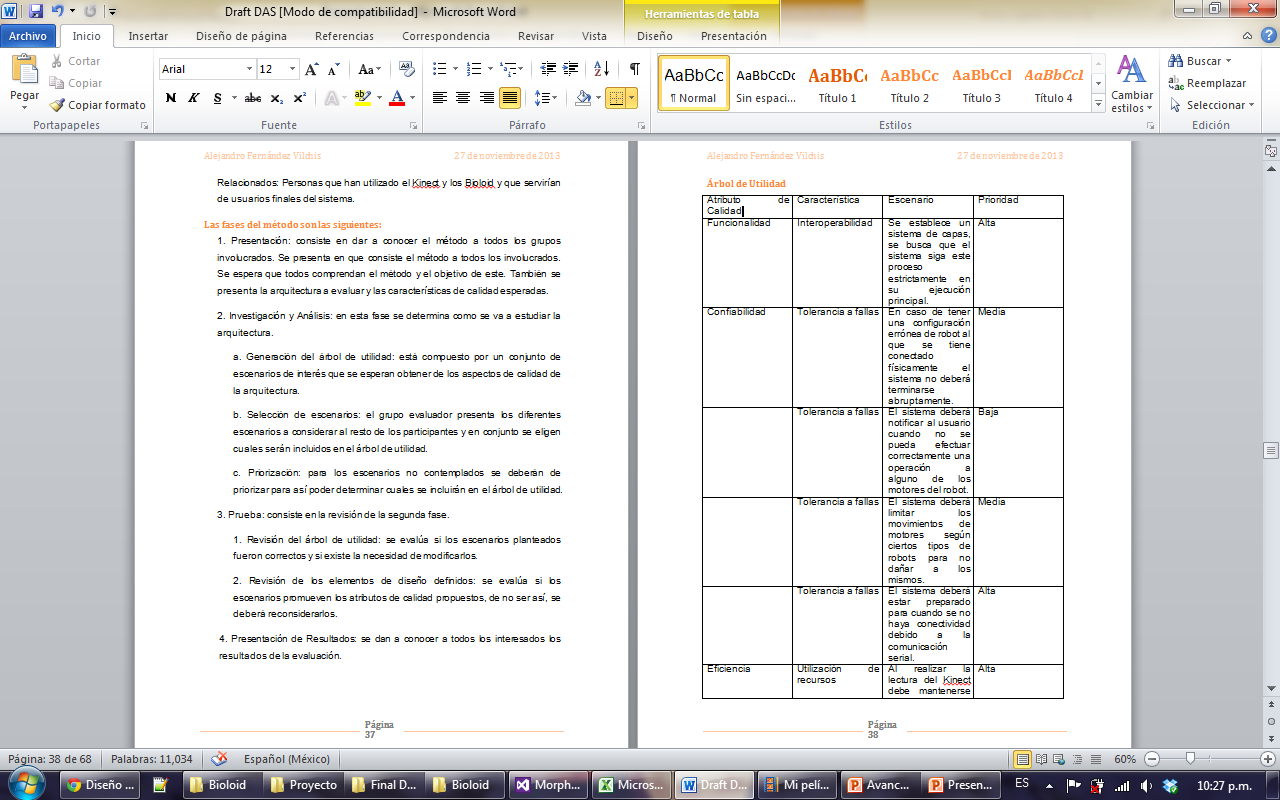 Draft DAS [Modo de compatibilidad] - Microsoft Word
Herramientas de tabla
Archivo Inicio Insertar Diseño de página Referencias Correspondencia Revisar Vista Diseño Presentación
Pegar
Cortar
Copiar
Copiar formato
Portapapeles
Arial 12
N K S abc x₂ x² A ab A
Aa
Fuente
Párrafo
AaBbCc AaBbCcDc AaBbCc AaBbCc AaBbCcI AaBbCcI
¶ Normal Sin espaci... Título 1 Título 2 Título 3 Título 4
Cambiar estilos
Estilos
Buscar
Reemplazar
Seleccionar
Edición
Alejandro Fernández Vilchis 27 de noviembre de 2013
Relacionados: Personas que han utilizado el Kinect y los Bioloid y que servirían
de usuarios finales del sistema.
Las fases del método son las siguientes:
1. Presentación: consiste en dar a conocer el método a todos los grupos
involucrados. Se presenta en que consiste el método a todos los involucrados.
Se espera que todos comprendan el método y el objetivo de este. También se
presenta la arquitectura a evaluar y las características de calidad esperadas.
2. Investigación y Análisis: en esta fase se determina como se va a estudiar la
arquitectura.
a. Generación del árbol de utilidad: está compuesto por un conjunto de
escenarios de interés que se esperan obtener de los aspectos de calidad de
la arquitectura.
b. Selección de escenarios: el grupo evaluador presenta los diferentes
escenarios a considerar al resto de los participantes y en conjunto se eligen
cuales serán incluidos en el árbol de utilidad.
c. Priorización: para los escenarios no contemplados se deberán de
priorizar para así poder determinar cuales se incluirán en el árbol de utilidad.
3. Prueba: consiste en la revisión de la segunda fase.
1. Revisión del árbol de utilidad: se evalúa si los escenarios planteados
fueron correctos y si existe la necesidad de modificarlos.
2. Revisión de los elementos de diseño definidos: se evalúa si los
escenarios promueven los atributos de calidad propuestos, de no ser así, se
deberá reconsiderarlos.
4. Presentación de Resultados: se dan a conocer a todos los interesados los
resultados de la evaluación.
Página
37
Alejandro Fernández Vilchis 27 de noviembre de 2013
Árbol de Utilidad
Atributo de Calidad Característica Escenario Prioridad
Funcionalidad Interoperabilidad Se establece un Alta
sistema de capas,
se busca que el
sistema siga este
proceso
estrictamente en
su ejecución
principal.
Confiabilidad Tolerancia a fallas En caso de tener Media
una configuración
errónea de robot al
que se tiene
conectado
físicamente el
sistema no deberá
terminarse
abruptamente.
Tolerancia a fallas El sistema deberá Baja
notificar al usuario
cuando no se
pueda efectuar
correctamente una
operación a
alguno de los
motores del robot.
Tolerancia a fallas El sistema deberá Media
limitar los
movimientos de
motores según
ciertos tipos de
robots para no
dañar a los
mismos.
Tolerancia a fallas El sistema deberá Alta
estar preparado
para cuando se no
haya conectividad
debido a la
comunicación
serial.
Eficiencia Utilización de recursos Al realizar la Alta
lectura del Kinect
debe mantenerse
Página
38
Página: 38 de 68 Palabras: 11,034 Español (México) 60%
Diseño ... Bioloid Proyecto Final D... Bioloid Morph... Micros... Draft D... Mi pelí... Avanc... Presen... ES 10:27 p.m.